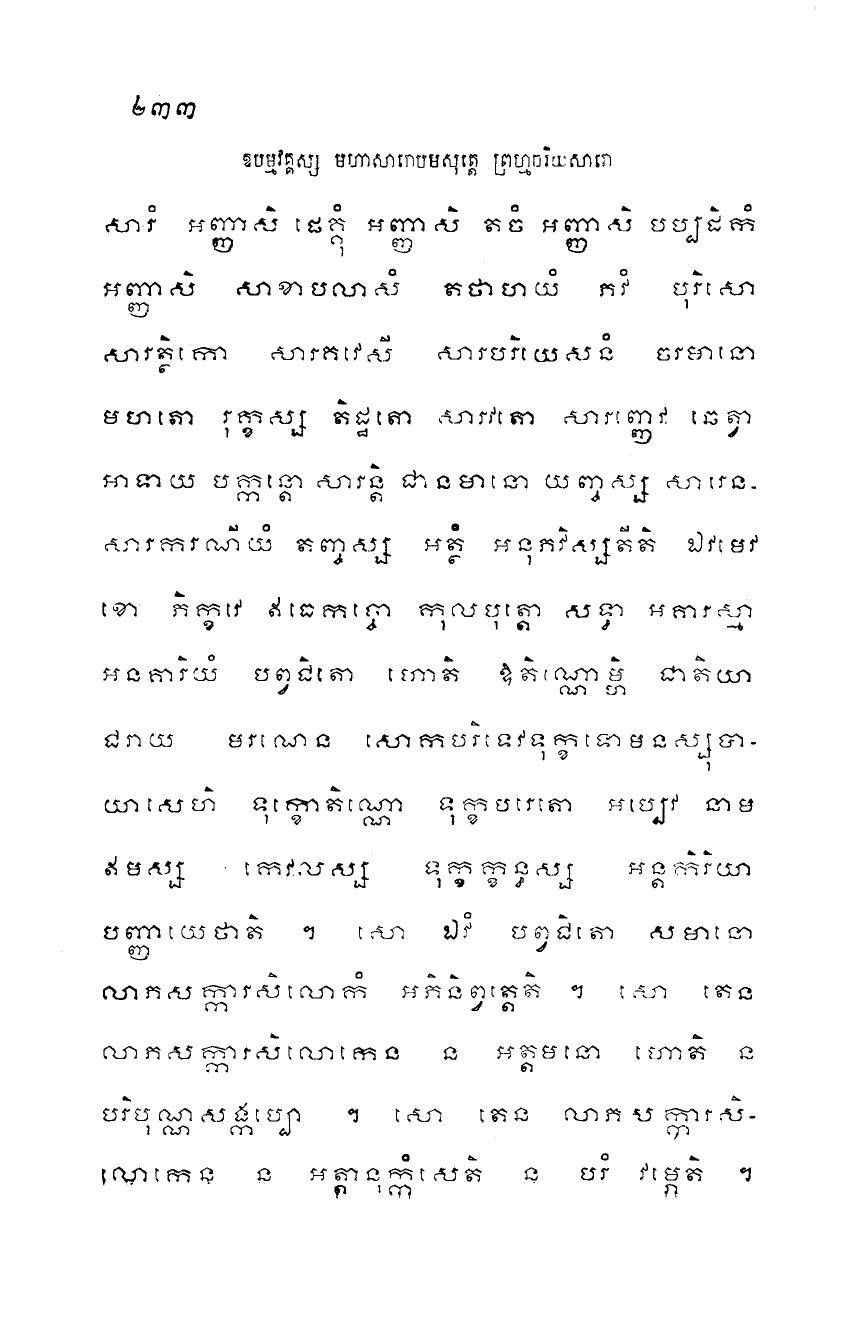 ២៣៣
ឱបម្មវគ្គស្ស មហាសារោបមសុត្តេ ព្រហ្មចរិយៈសារោ
សារំ អញ្ញាសិ ផេគ្គុំ អញ្ញាសិ តចំ អញ្ញាសិ បប្បដិកំ
អញ្ញាសិ សាខាបលាសំ តថាហយំ ភវំ បុរិសោ
សារត្ថិកោ សារគវេសី សារបរិយេសនំ ចរមានោ
មហតោ រុក្ខស្ស តិដ្ឋតោ សារវតោ សារញ្ញេវ ឆេត្វា
អាទាយ បក្កន្តោ សារន្តិ ជានមានោ យញ្ចស្ស សារេន-
សារករណីយំ តញ្ចស្ស អត្ថំ អនុភវិស្សតីតិ ឯវមេវ
ខោ ភិក្ខវេ ឥធេកច្ចោ កុលបុត្តោ សទ្ធា អគារស្មា
អនគារិយំ បព្វជិតោ ហោតិ ឱតិណ្ណោម្ហិ ជាតិយា
ជរាយ មរណេន សោកបរិទេវទុក្ខទោមនស្សុបា-
យាសេហិ ទុក្ខោតិណ្ណោ ទុក្ខបរេតោ អប្បេវ នាម
ឥមស្ស កេវលស្ស ទុក្ខក្ខន្ធស្ស អន្តកិរិយា
បញ្ញាយេថាតិ ។ សោ ឯវំ បព្វជិតោ សមានោ
លាភសក្ការសិលោកំ អភិនិព្វត្តេតិ ។ សោ តេន
លាភសក្ការសិលោកេន ន អត្តមនោ ហោតិ ន
បរិបុណ្ណសង្កប្បោ ។ សោ តេន លាភសក្ការសិ-
លោកេន ន អត្តានុក្កំសេតិ ន បរំ វម្ភេតិ ។